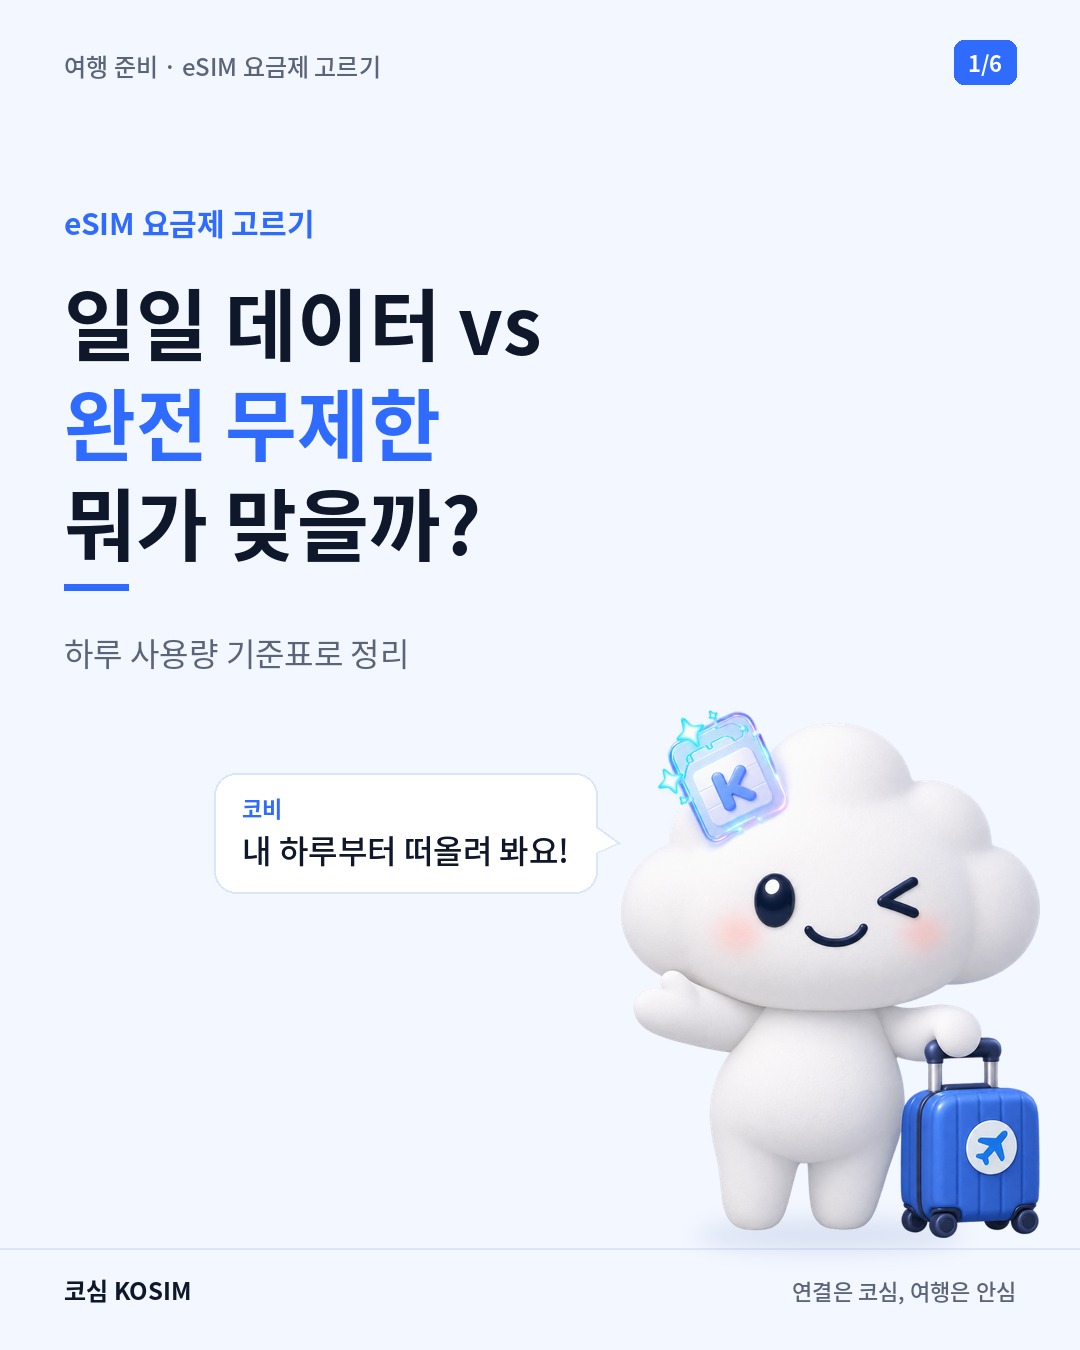 여행 준비 · eSIM 요금제 고르기
1/6
eSIM 요금제 고르기
일일 데이터 vs
완전 무제한
뭐가 맞을까?
하루 사용량 기준표로 정리
K
코비
내 하루부터 떠올려 봐요!
코심 KOSIM
연결은 코심, 여행은 안심